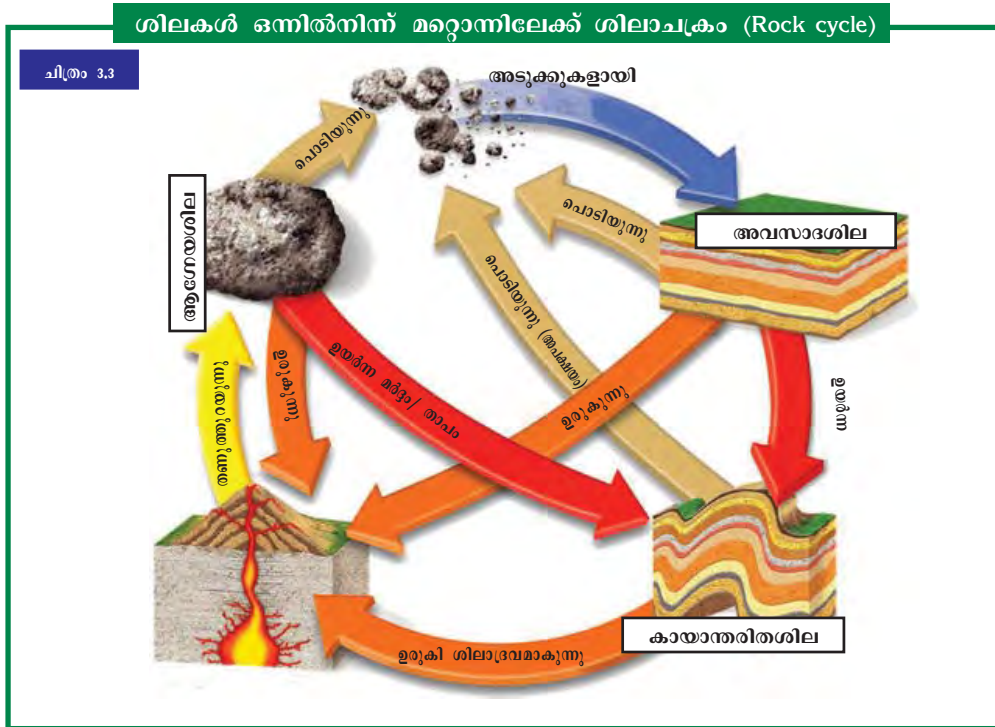 ശിലകൾ ഒന്നിൽനിന്ന് മറ്റൊന്നിലേക്ക് ശിലാചക്രം (Rock cycle)
ചിത്രം 3.3
അടുക്കുകളായി
പൊടിയുന്നു
പൊടിയുന്നു
ആഗ്നേയശില
അവസാദശില
പൊടിയുന്നു (അപക്ഷയം)
ഉയർന്ന മർദ്ദം/ താപം
ഉരുകുന്നു
ഉരുകുന്നു
ഉയർന്ന
തണുത്തുറയുന്നു
കായാന്തരിതശില
ഉരുകി ശിലാദ്രവമാകുന്നു